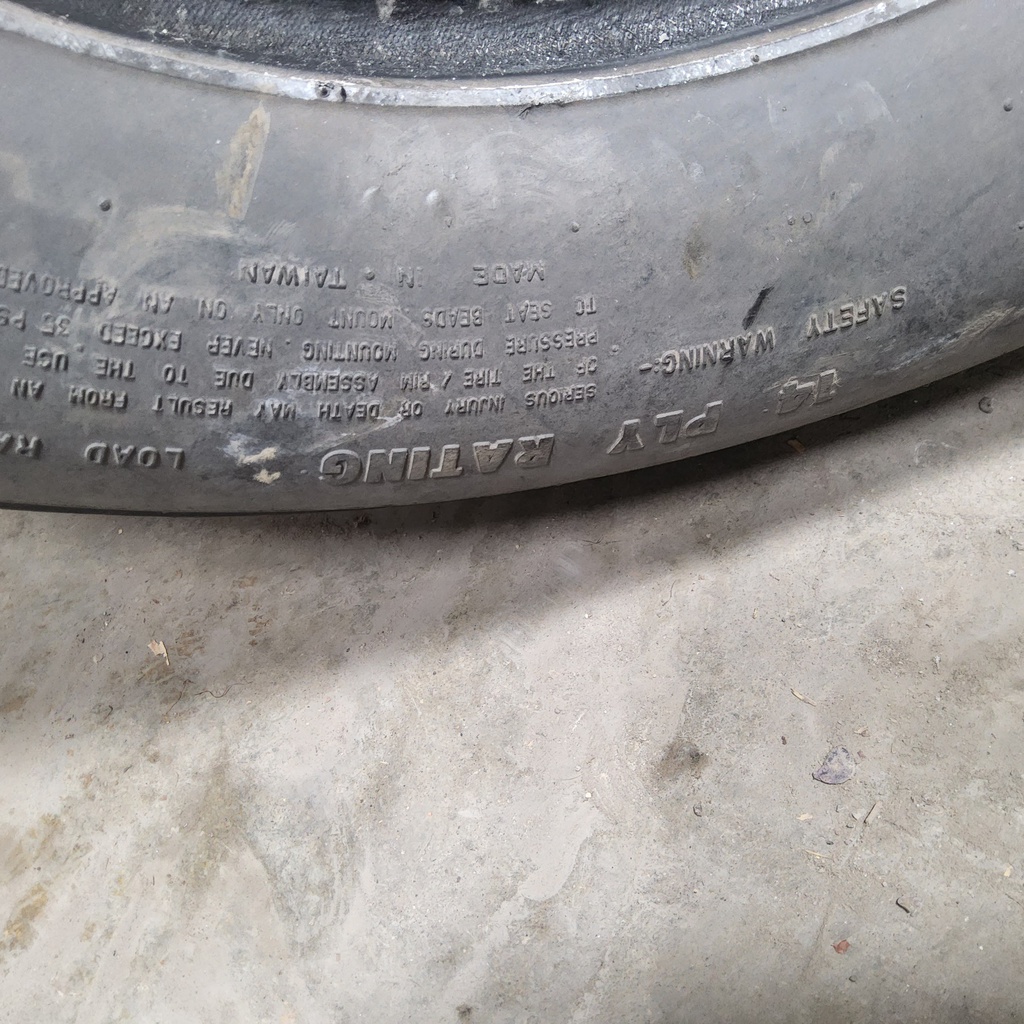 SAFETY WARNING:-
14 PLY RATING
LOAD
SERIOUS INJURY OR DEATH MAY RESULT FROM AN
OF THE TIRE / RIM ASSEMBLY DUE TO THE USE
PRESSURE DURING MOUNTING. NEVER EXCEED. 35
TO SEAT BEADS. MOUNT ONLY ON AN APPROVED
MADE IN • TAIWAN